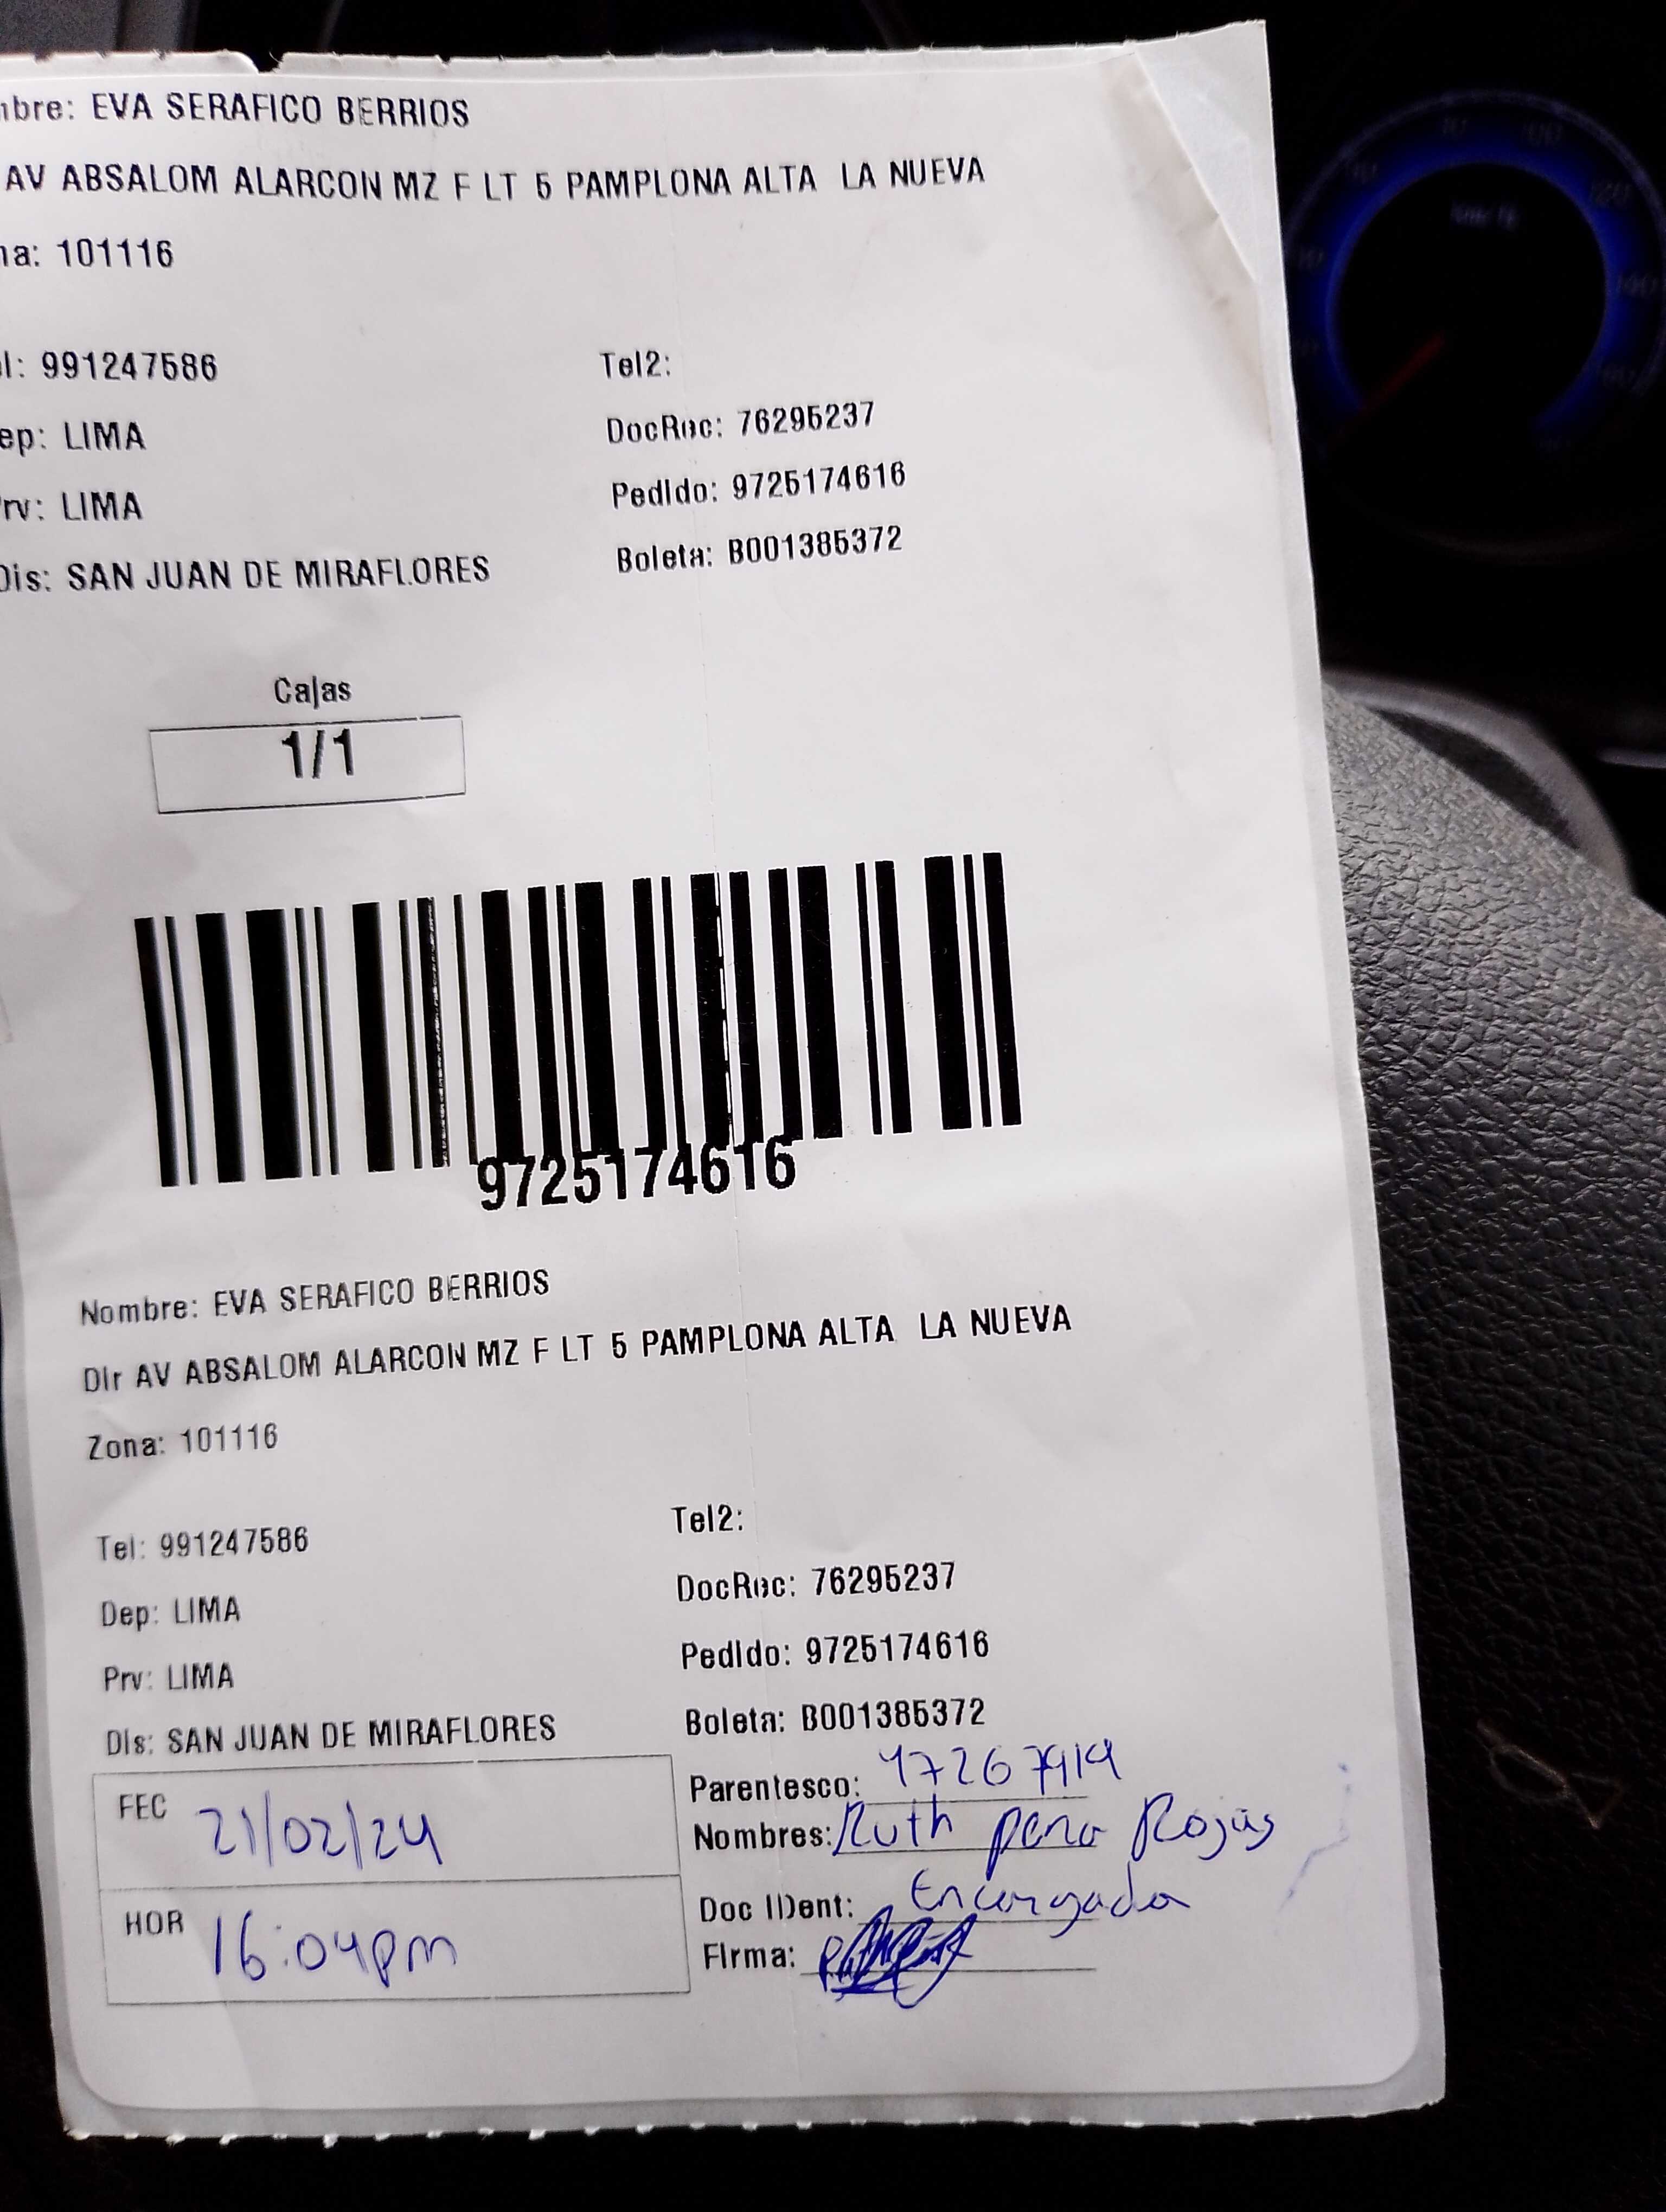 nbre: EVA SERAFICO BERRIOS
AV ABSALOM ALARCON MZ F LT 5 PAMPLONA ALTA LA NUEVA
na: 101116
el: 991247586 Tel2:
ep: LIMA DocRec: 76295237
rv: LIMA Pedido: 9725174616
Dis: SAN JUAN DE MIRAFLORES Boleta: B001385372
Cajas
1/1
9725174616
Nombre: EVA SERAFICO BERRIOS
Dir AV ABSALOM ALARCON MZ F LT 5 PAMPLONA ALTA LA NUEVA
Zona: 101116
Tel: 991247586 Tel2:
Dep: LIMA DocRec: 76295237
Prv: LIMA Pedido: 9725174616
Dis: SAN JUAN DE MIRAFLORES Boleta: B001385372
FEC 21/02/24 Parentesco:
Nombres: Ruth pena Rojas
HOR 16:04pm Doc IDent: Encargada
Firma: